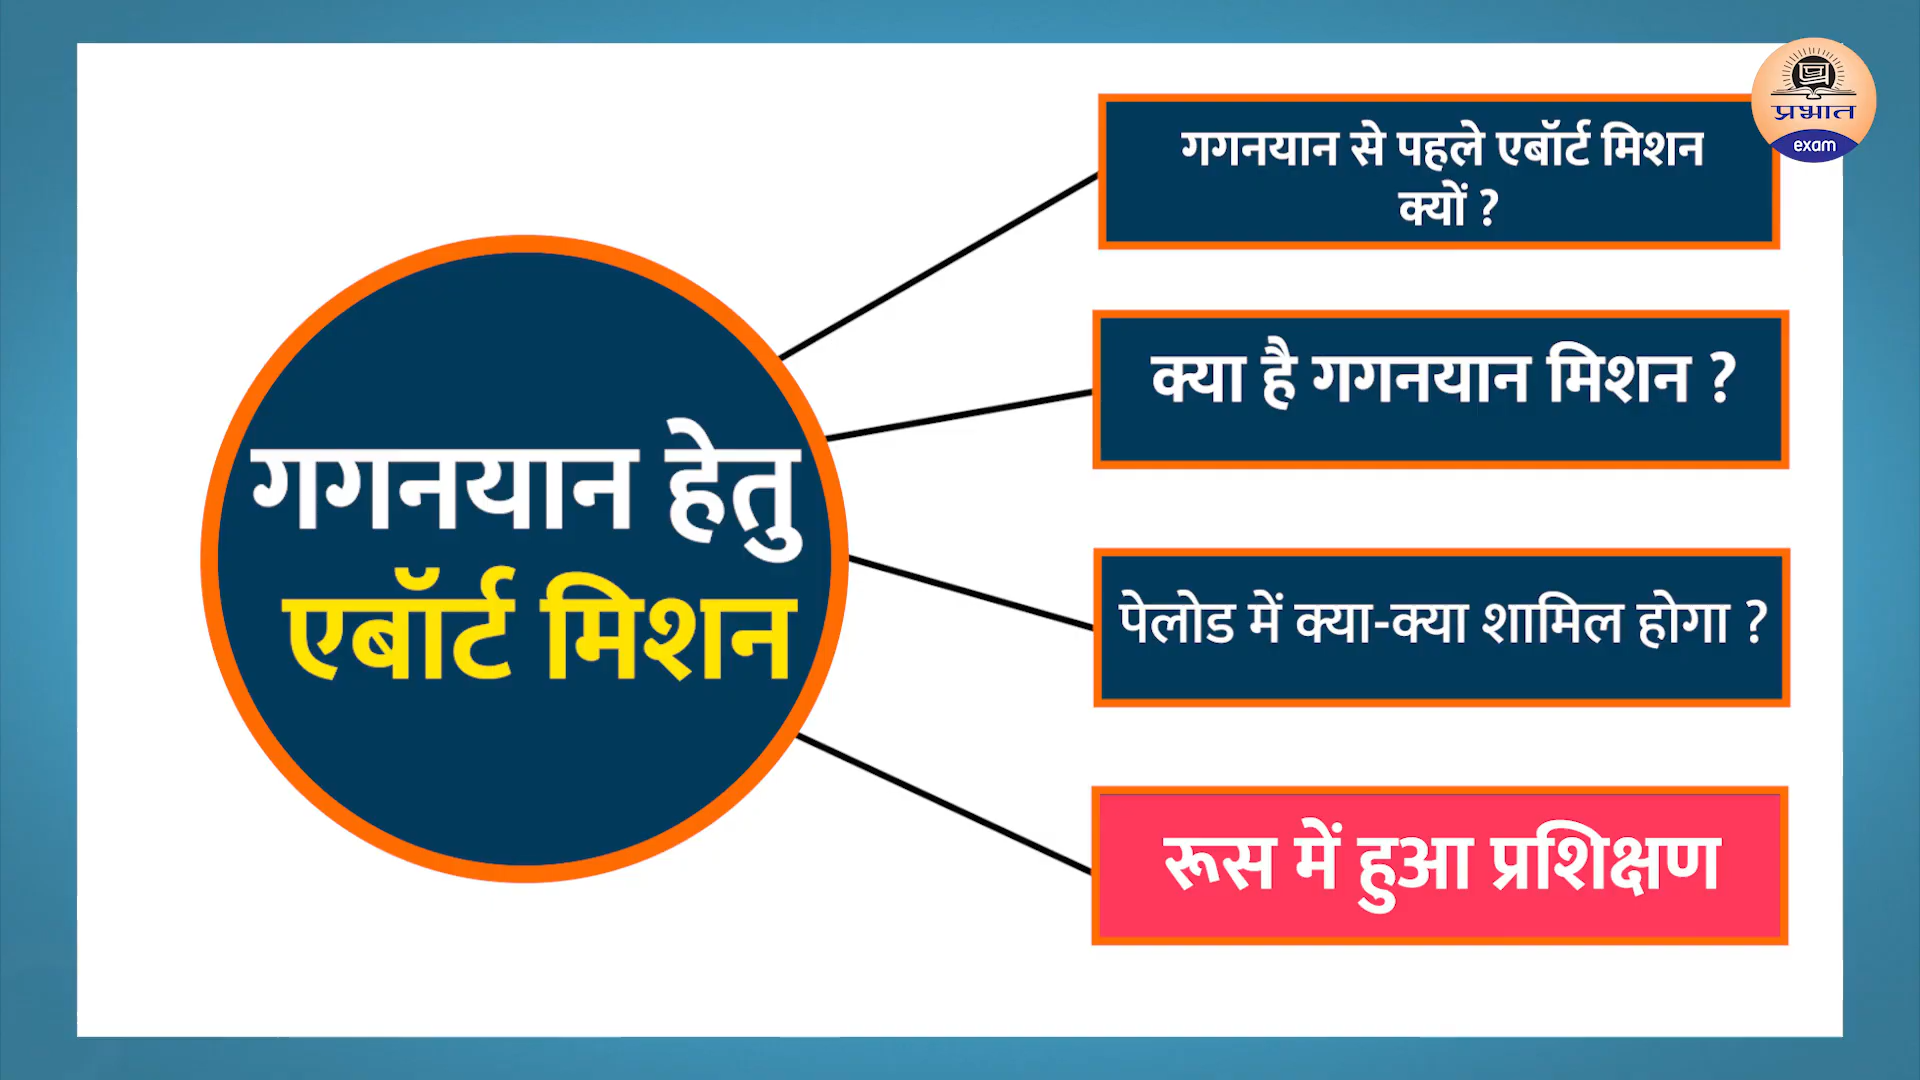 गगनयान हेतु
एबॉर्ट मिशन
गगनयान से पहले एबॉर्ट मिशन
क्यों ?
क्या है गगनयान मिशन ?
पेलोड में क्या-क्या शामिल होगा ?
रूस में हुआ प्रशिक्षण
प्रभात
exam